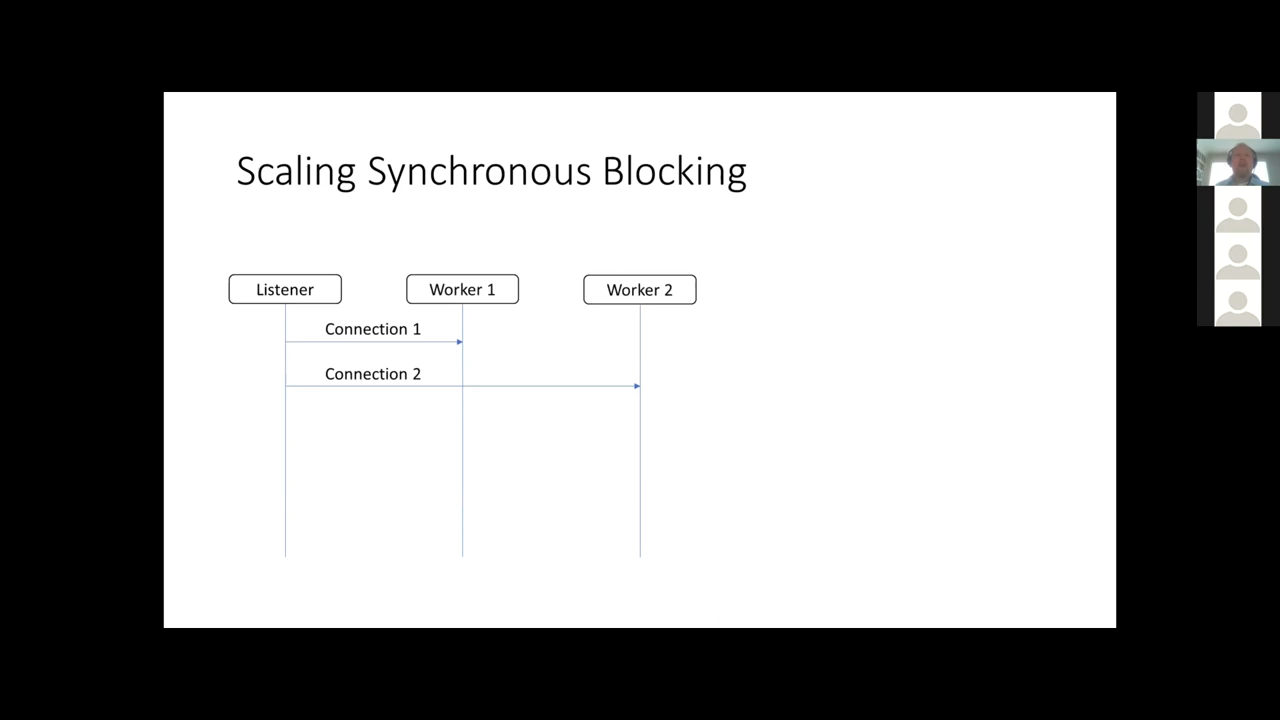 Scaling Synchronous Blocking
Listener
Worker 1
Worker 2
Connection 1
Connection 2